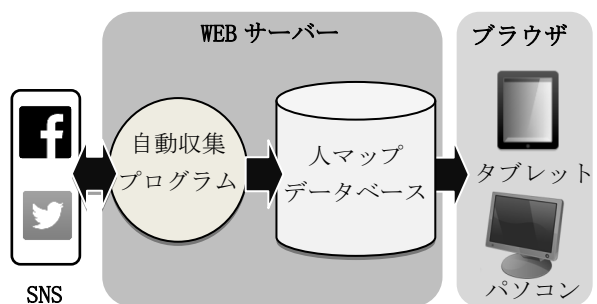 WEB サーバー
ブラウザ
自動収集
プログラム
人マップ
データベース
タブレット
パソコン
SNS